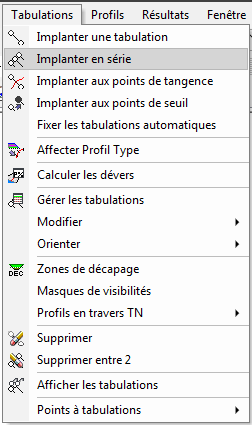 Tabulations Profils Résultats Fenêtre
Implanter une tabulation
Implanter en série
Implanter aux points de tangence
Implanter aux points de seuil
Fixer les tabulations automatiques
Affecter Profil Type
Calculer les dévers
Gérer les tabulations
Modifier
Orienter
DEC Zones de décapage
Masques de visibilités
Profils en travers TN
Supprimer
Supprimer entre 2
Afficher les tabulations
Points à tabulations